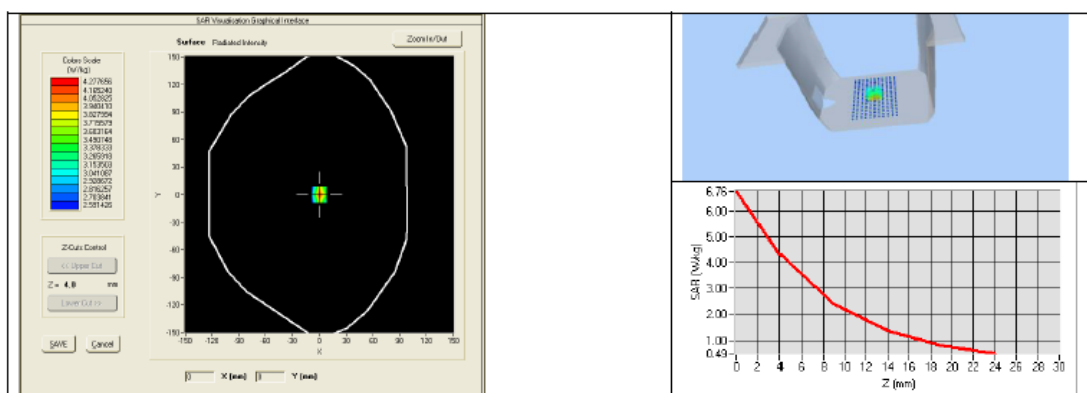 SAR Visualisation Graphical Interface
Surface Radiated Intensity
Zoom In/Out
Colors Scale
(W/kg)
4.277656
4.165240
4.052825
3.940410
3.827994
3.715579
3.603164
3.490748
3.378333
3.265918
3.153503
3.041087
2.928672
2.816257
2.703841
2.591426
Z-Cuts Control
<< Upper Cut
Z = 4.0 mm
Lower Cut >>
SAVE Cancel
150
120
90
60
30
0
-30
-60
-90
-120
-150
Y
-150 -120 -90 -60 -30 0 30 60 90 120 150
X
0 X (mm) 0 Y (mm)
6.76
6.00
5.00
4.00
3.00
2.00
1.00
0.49
SAR (W/kg)
0 2 4 6 8 10 12 14 16 18 20 22 24 26 30
Z (mm)